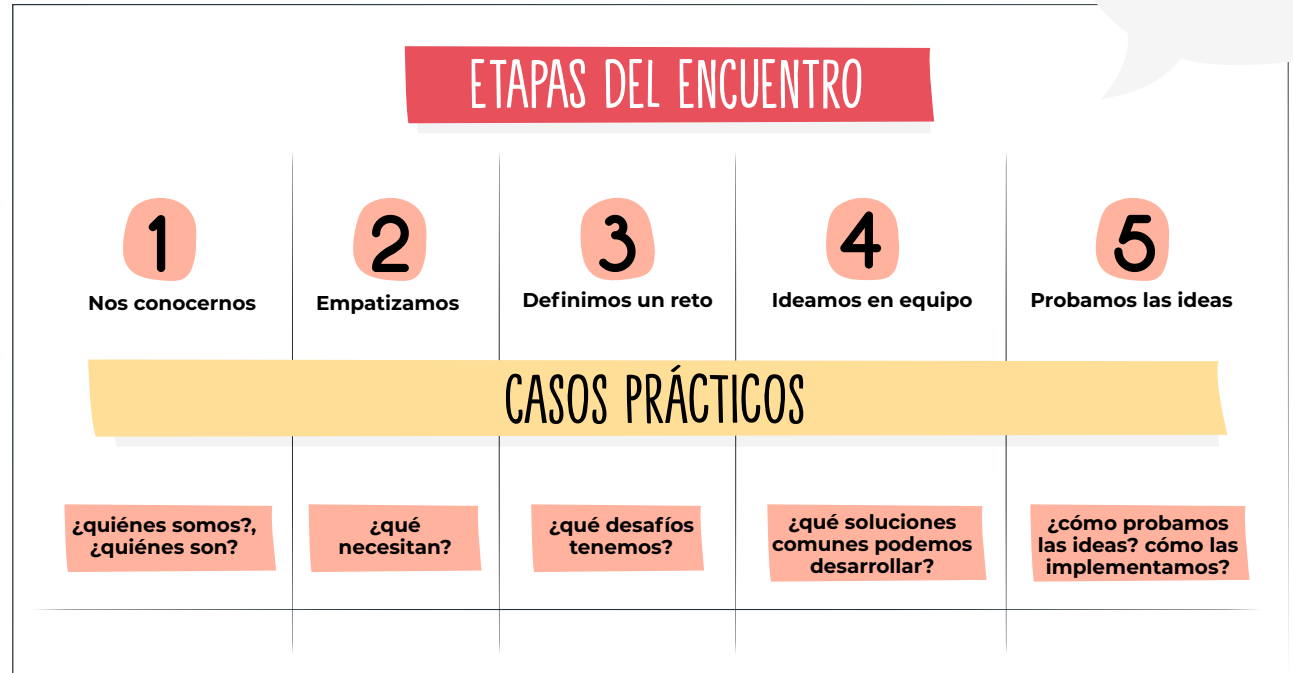 ETAPAS DEL ENCUENTRO
1
Nos conocernos
2
Empatizamos
3
Definimos un reto
4
Ideamos en equipo
5
Probamos las ideas
CASOS PRÁCTICOS
¿quiénes somos?,
¿quiénes son?
¿qué
necesitan?
¿qué desafíos
tenemos?
¿qué soluciones
comunes podemos
desarrollar?
¿cómo probamos
las ideas? cómo las
implementamos?